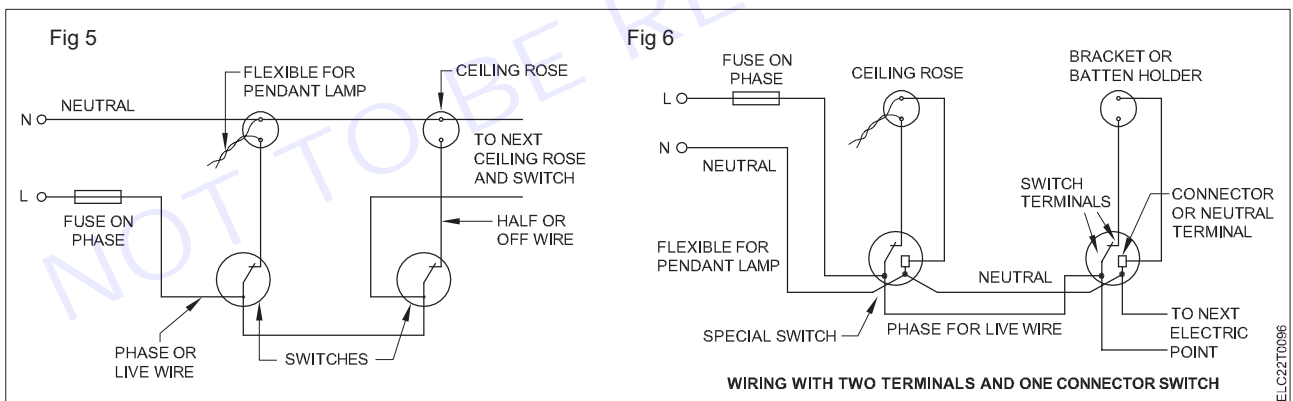 Fig 5
FLEXIBLE FOR
PENDANT LAMP
CEILING ROSE
N
NEUTRAL
TO NEXT
CEILING ROSE
AND SWITCH
L
FUSE ON
PHASE
HALF OR
OFF WIRE
PHASE OR
LIVE WIRE
SWITCHES
Fig 6
FUSE ON
PHASE
CEILING ROSE
BRACKET OR
BATTEN HOLDER
L
N
NEUTRAL
SWITCH
TERMINALS
CONNECTOR
OR NEUTRAL
TERMINAL
FLEXIBLE FOR
PENDANT LAMP
NEUTRAL
SPECIAL SWITCH
PHASE FOR LIVE WIRE
TO NEXT
ELECTRIC
POINT
WIRING WITH TWO TERMINALS AND ONE CONNECTOR SWITCH
ELC22T0096
NOT TO BE RE